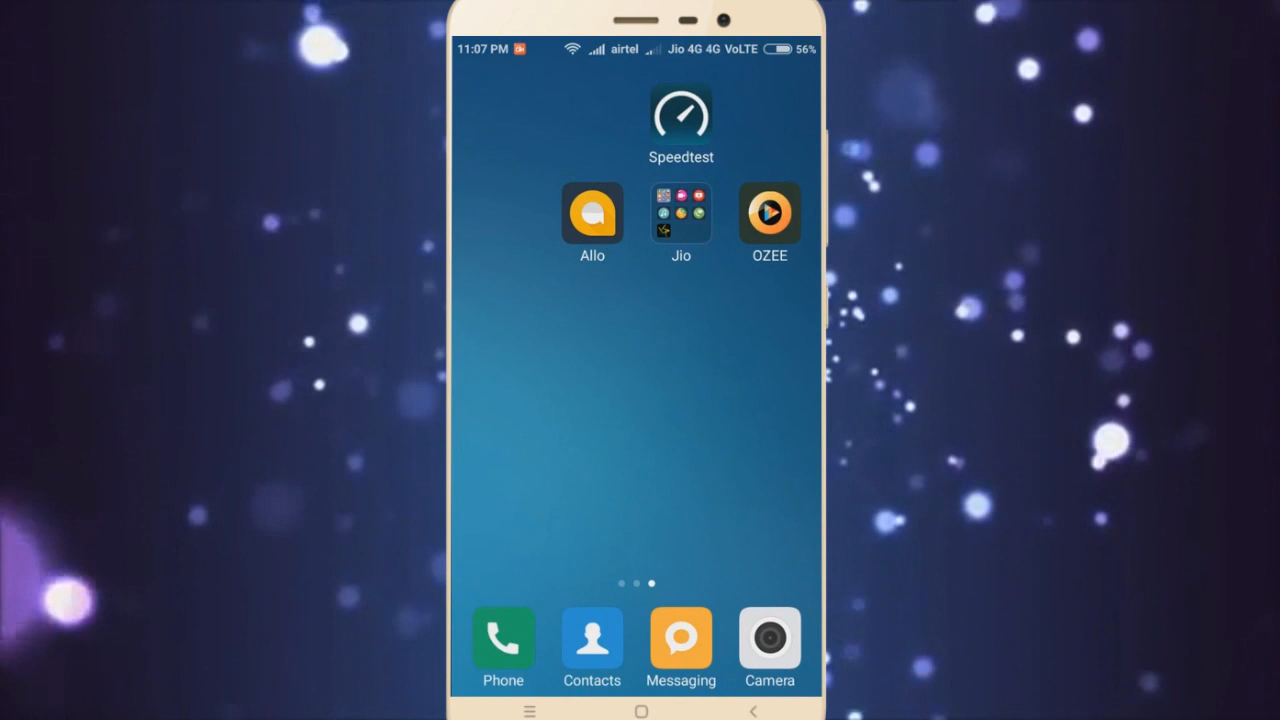 11:07 PM airtel Jio 4G 4G VoLTE 56%
Speedtest
Allo Jio OZEE
Phone Contacts Messaging Camera